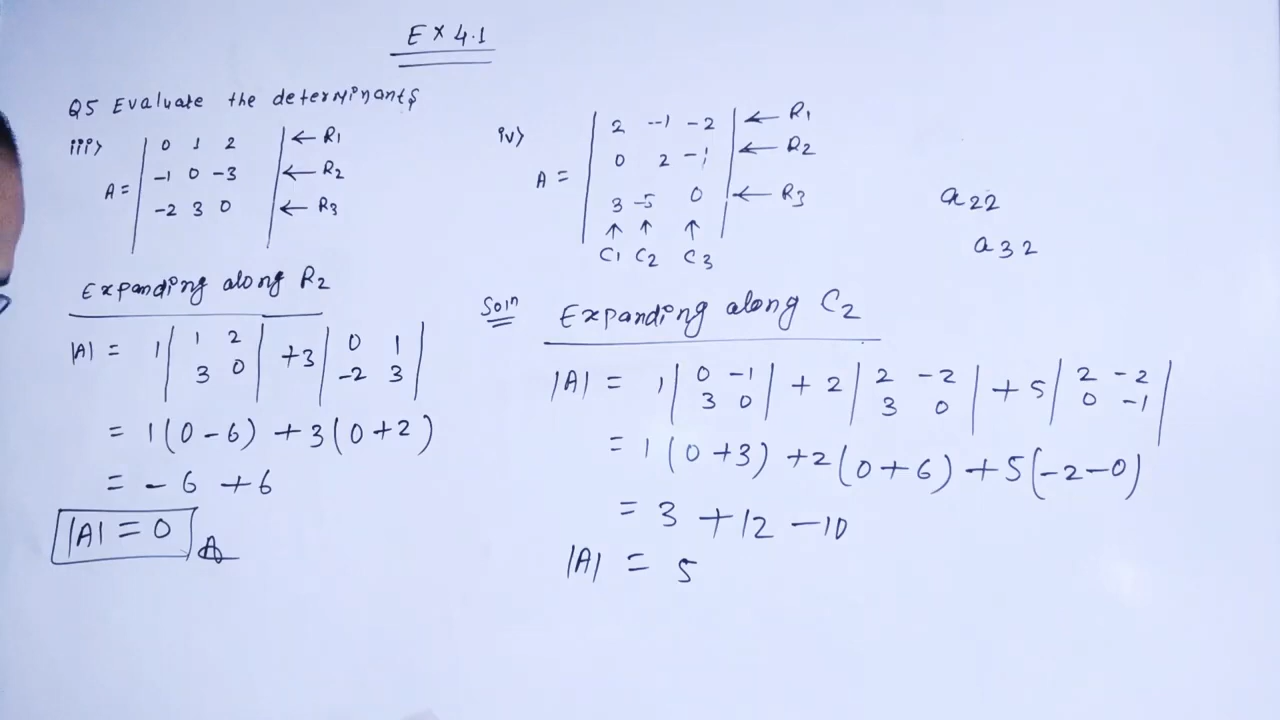 Ex 4.1
Q5 Evaluate the determinants
iii>
A = | 0 1 2 | ← R1
| -1 0 -3 | ← R2
| -2 3 0 | ← R3
Expanding along R2
|A| = 1 | 1 2 | +3 | 0 1 |
| 3 0 | | -2 3 |
= 1(0-6) +3(0+2)
= -6 +6
|A| = 0
iv>
A = | 2 -1 -2 | ← R1
| 0 2 -1 | ← R2
| 3 -5 0 | ← R3
↑ ↑ ↑
C1 C2 C3
a22
a32
Soln Expanding along C2
|A| = 1 | 0 -1 | + 2 | 2 -2 | + 5 | 2 -2 |
| 3 0 | | 3 0 | | 0 -1 |
= 1(0+3) +2(0+6) +5(-2-0)
= 3 +12 -10
|A| = 5